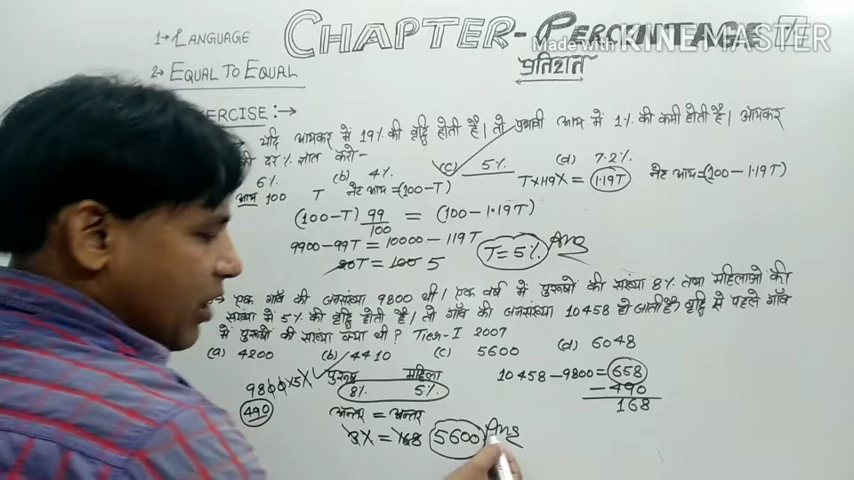 CHAPTER - PERCENTAGE %
Made with KINEMASTER
प्रतिशत
1→ LANGUAGE
2→ EQUAL TO EQUAL
EXERCISE :→
यदि आयकर में 19% की वृद्धि होती है। तो प्रभावी आय में 1% की कमी होती है। आयकर
की दर % ज्ञात करो-
6% (b) 4% (c) 5% (d) 7.2%
आय 100 T नेट आय = (100-T) T×119% = 1.19T नेट आय = (100-1.19T)
(100-T) 99/100 = (100-1.19T)
9900-99T = 10000-119T T=5% Ans
20T = 100 5
एक गाँव की जनसंख्या 9800 थी। एक वर्ष में पुरूषो की संख्या 8% तथा महिलाओ की
संख्या में 5% की वृद्धि होती है। तो गाँव की जनसंख्या 10458 हो जाती है, वृद्धि से पहले गाँव
में पुरूषो की संख्या क्या थी? Tier-I 2007
(a) 4200 (b) 4410 (c) 5600 (d) 6048
9800×5% पुरूष महिला 10458-9800=658
490 8% 5% -490
अन्तर = अन्तर 168
3% = 168 5600 Ans